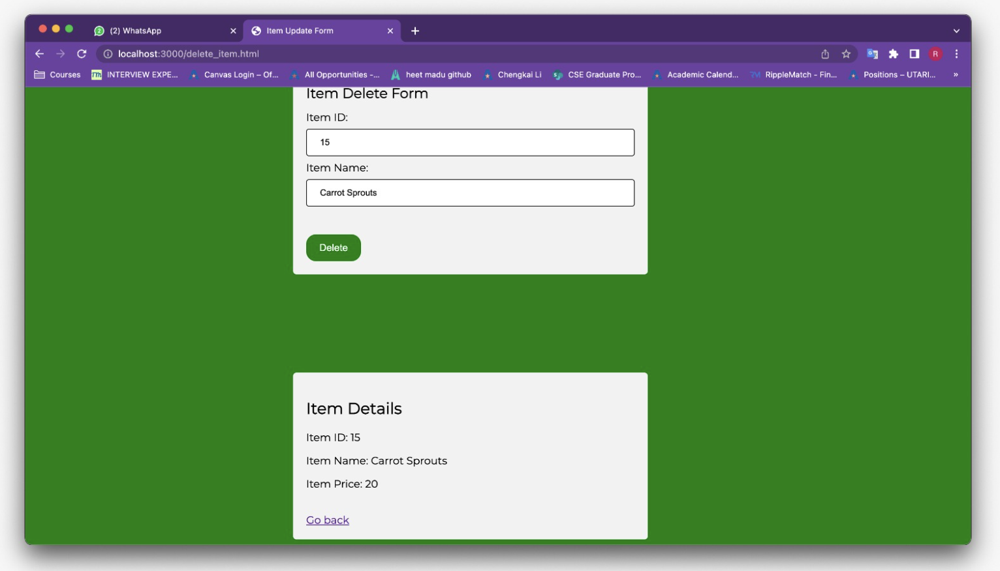 2
(2) WhatsApp
Item Update Form
localhost:3000/delete_item.html
R
Courses
TTh INTERVIEW EXPE...
Canvas Login – Of...
All Opportunities -...
heet madu github
Chengkai Li
CSE Graduate Pro...
Academic Calend...
RippleMatch - Fin...
Positions – UTARI...
»
Item Delete Form
Item ID:
15
Item Name:
Carrot Sprouts
Delete
Item Details
Item ID: 15
Item Name: Carrot Sprouts
Item Price: 20
Go back